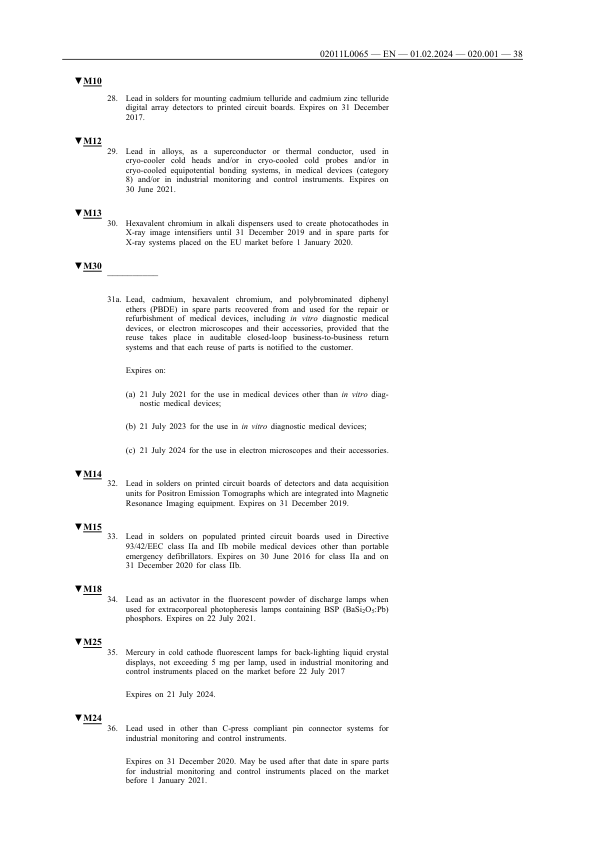 02011L0065 — EN — 01.02.2024 — 020.001 — 38
▼M10
28. Lead in solders for mounting cadmium telluride and cadmium zinc telluride
digital array detectors to printed circuit boards. Expires on 31 December
2017.
▼M12
29. Lead in alloys, as a superconductor or thermal conductor, used in
cryo-cooler cold heads and/or in cryo-cooled cold probes and/or in
cryo-cooled equipotential bonding systems, in medical devices (category
8) and/or in industrial monitoring and control instruments. Expires on
30 June 2021.
▼M13
30. Hexavalent chromium in alkali dispensers used to create photocathodes in
X-ray image intensifiers until 31 December 2019 and in spare parts for
X-ray systems placed on the EU market before 1 January 2020.
▼M30
__________
31a. Lead, cadmium, hexavalent chromium, and polybrominated diphenyl
ethers (PBDE) in spare parts recovered from and used for the repair or
refurbishment of medical devices, including in vitro diagnostic medical
devices, or electron microscopes and their accessories, provided that the
reuse takes place in auditable closed-loop business-to-business return
systems and that each reuse of parts is notified to the customer.
Expires on:
(a) 21 July 2021 for the use in medical devices other than in vitro diag-
nostic medical devices;
(b) 21 July 2023 for the use in in vitro diagnostic medical devices;
(c) 21 July 2024 for the use in electron microscopes and their accessories.
▼M14
32. Lead in solders on printed circuit boards of detectors and data acquisition
units for Positron Emission Tomographs which are integrated into Magnetic
Resonance Imaging equipment. Expires on 31 December 2019.
▼M15
33. Lead in solders on populated printed circuit boards used in Directive
93/42/EEC class IIa and IIb mobile medical devices other than portable
emergency defibrillators. Expires on 30 June 2016 for class IIa and on
31 December 2020 for class IIb.
▼M18
34. Lead as an activator in the fluorescent powder of discharge lamps when
used for extracorporeal photopheresis lamps containing BSP (BaSi₂O₅:Pb)
phosphors. Expires on 22 July 2021.
▼M25
35. Mercury in cold cathode fluorescent lamps for back-lighting liquid crystal
displays, not exceeding 5 mg per lamp, used in industrial monitoring and
control instruments placed on the market before 22 July 2017
Expires on 21 July 2024.
▼M24
36. Lead used in other than C-press compliant pin connector systems for
industrial monitoring and control instruments.
Expires on 31 December 2020. May be used after that date in spare parts
for industrial monitoring and control instruments placed on the market
before 1 January 2021.